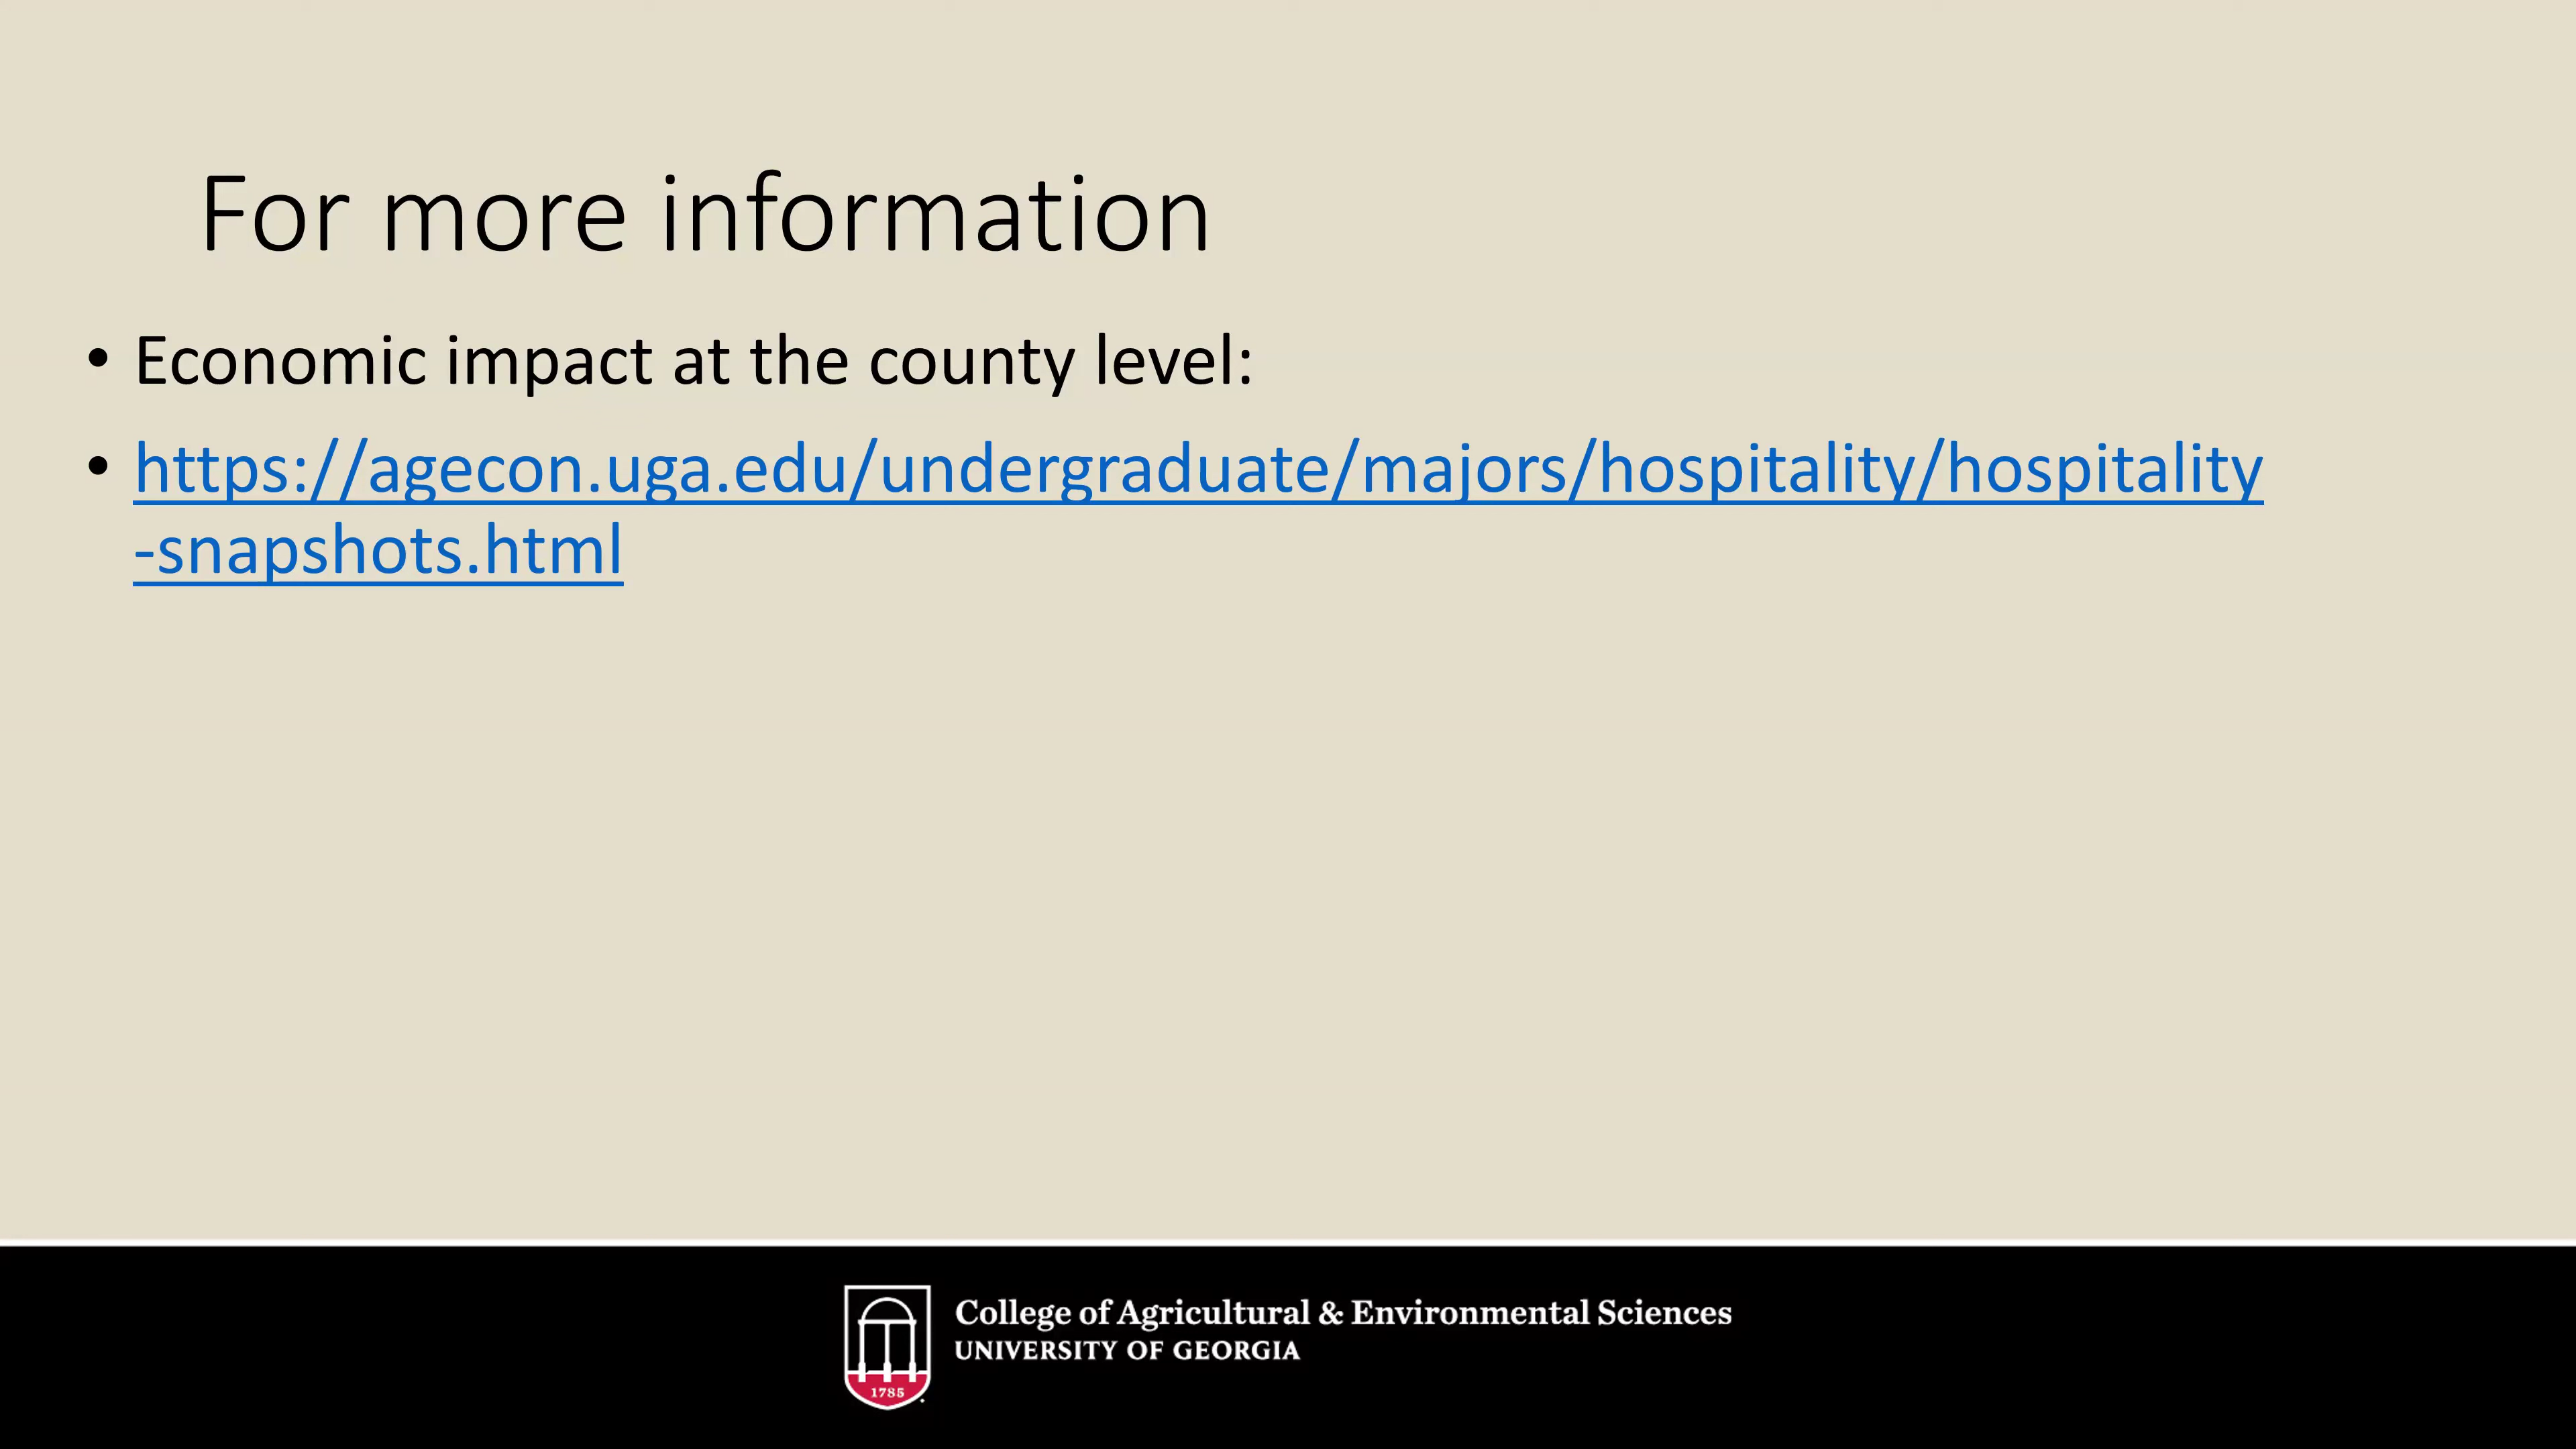 For more information
• Economic impact at the county level:
• https://agecon.uga.edu/undergraduate/majors/hospitality/hospitality
-snapshots.html
College of Agricultural & Environmental Sciences
UNIVERSITY OF GEORGIA
1785